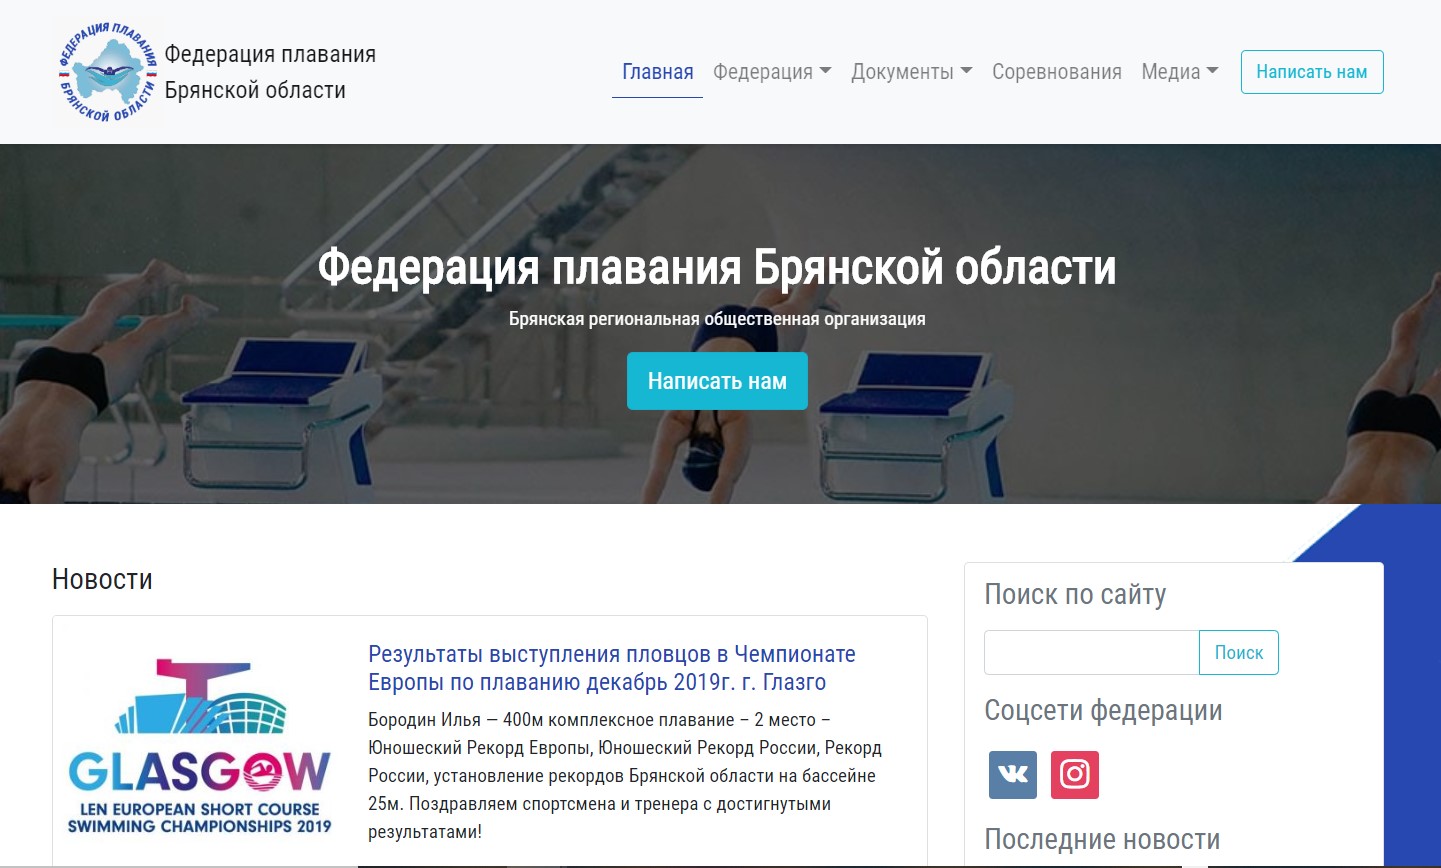 ФЕДЕРАЦИЯ ПЛАВАНИЯ
БРЯНСКОЙ ОБЛАСТИ
Федерация плавания
Брянской области
Главная Федерация Документы Соревнования Медиа Написать нам
Федерация плавания Брянской области
Брянская региональная общественная организация
Написать нам
Новости
GLASGOW
LEN EUROPEAN SHORT COURSE
SWIMMING CHAMPIONSHIPS 2019
Результаты выступления пловцов в Чемпионате
Европы по плаванию декабрь 2019г. г. Глазго
Бородин Илья — 400м комплексное плавание – 2 место –
Юношеский Рекорд Европы, Юношеский Рекорд России, Рекорд
России, установление рекордов Брянской области на бассейне
25м. Поздравляем спортсмена и тренера с достигнутыми
результатами!
Поиск по сайту
Поиск
Соцсети федерации
Последние новости